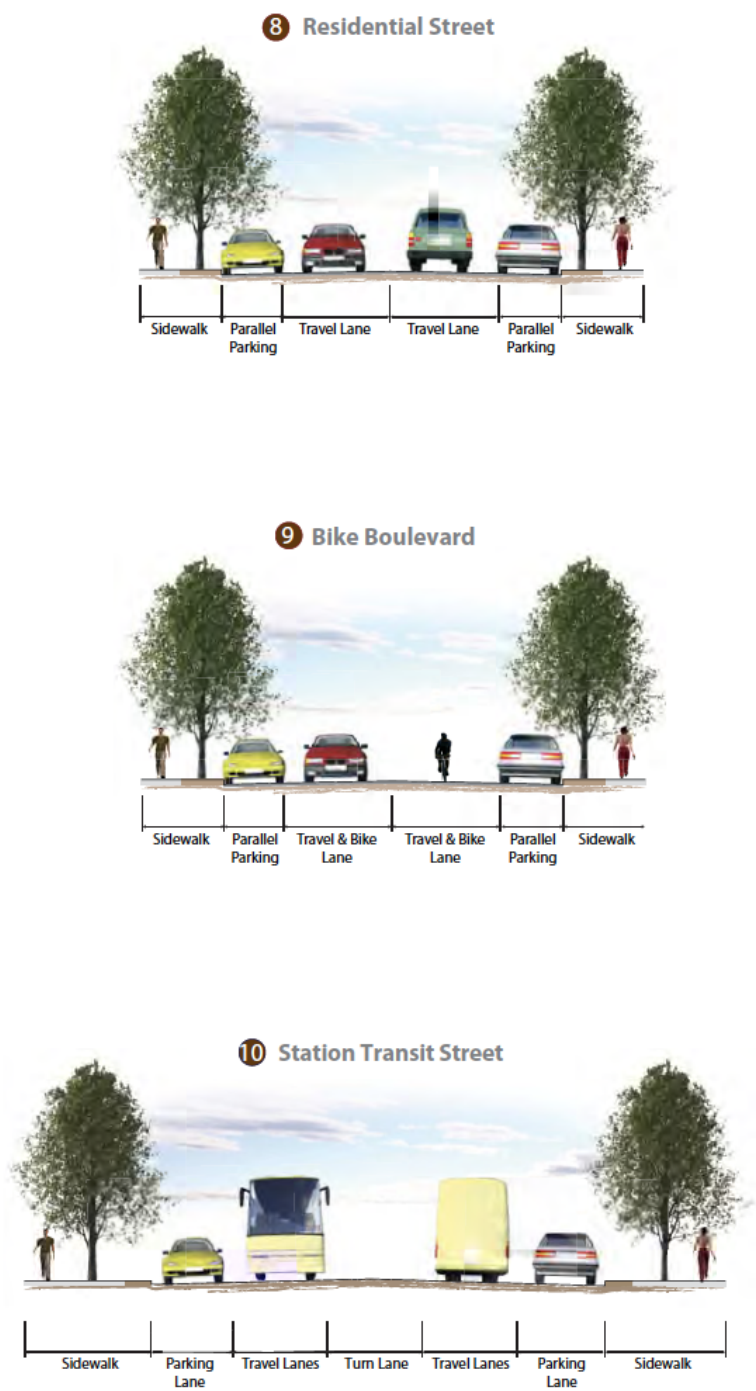 8 Residential Street
Sidewalk Parallel Travel Lane Travel Lane Parallel Sidewalk
Parking Parking
9 Bike Boulevard
Sidewalk Parallel Travel & Bike Travel & Bike Parallel Sidewalk
Parking Lane Lane Parking
10 Station Transit Street
Sidewalk Parking Travel Lanes Turn Lane Travel Lanes Parking Sidewalk
Lane Lane